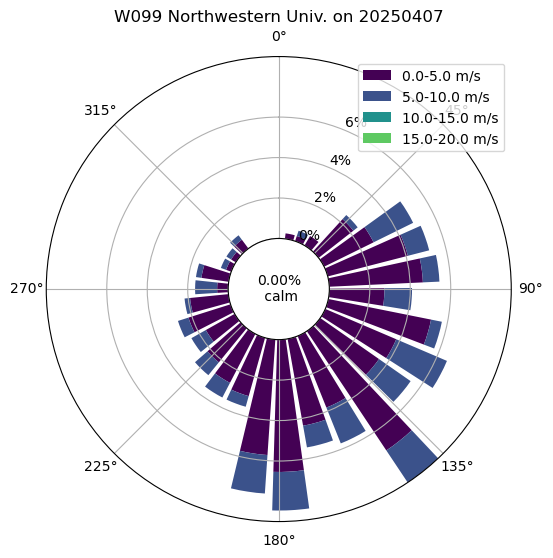 W099 Northwestern Univ. on 20250407
0°
0.0-5.0 m/s
5.0-10.0 m/s
10.0-15.0 m/s
15.0-20.0 m/s
315°
45°
6%
4%
2%
0%
0.00%
calm
270°
90°
225°
135°
180°